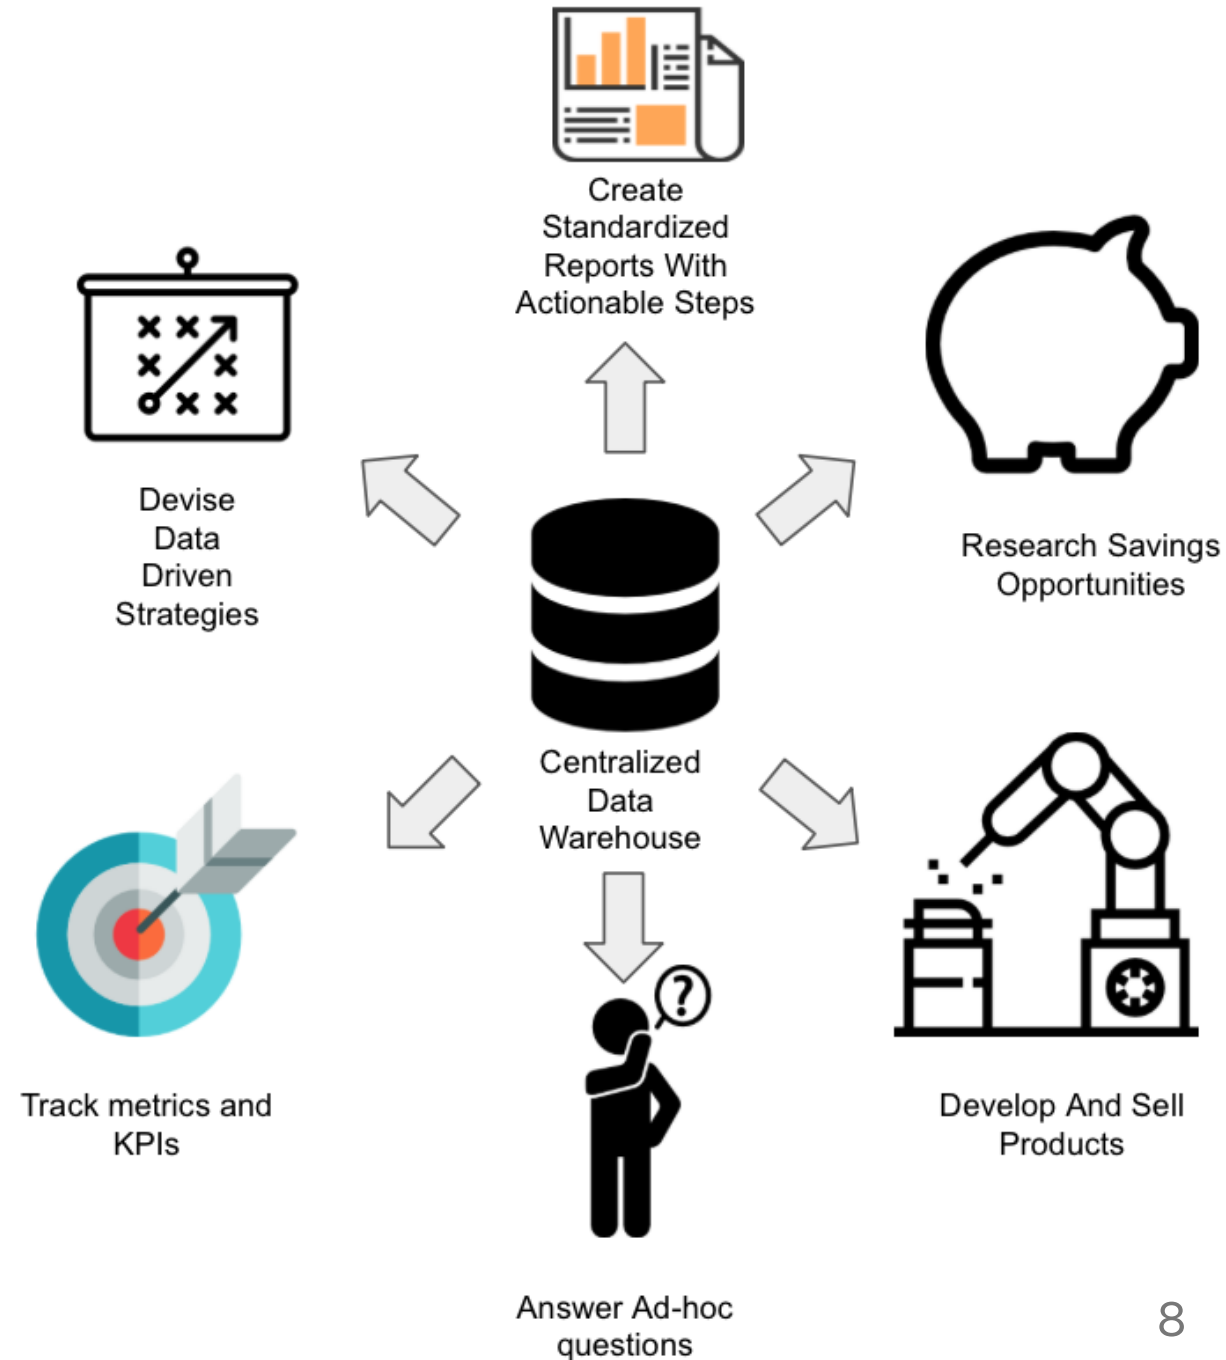 Create
Standardized
Reports With
Actionable Steps
Devise
Data
Driven
Strategies
Research Savings
Opportunities
Centralized
Data
Warehouse
?
Track metrics and
KPIs
Develop And Sell
Products
Answer Ad-hoc
questions
8